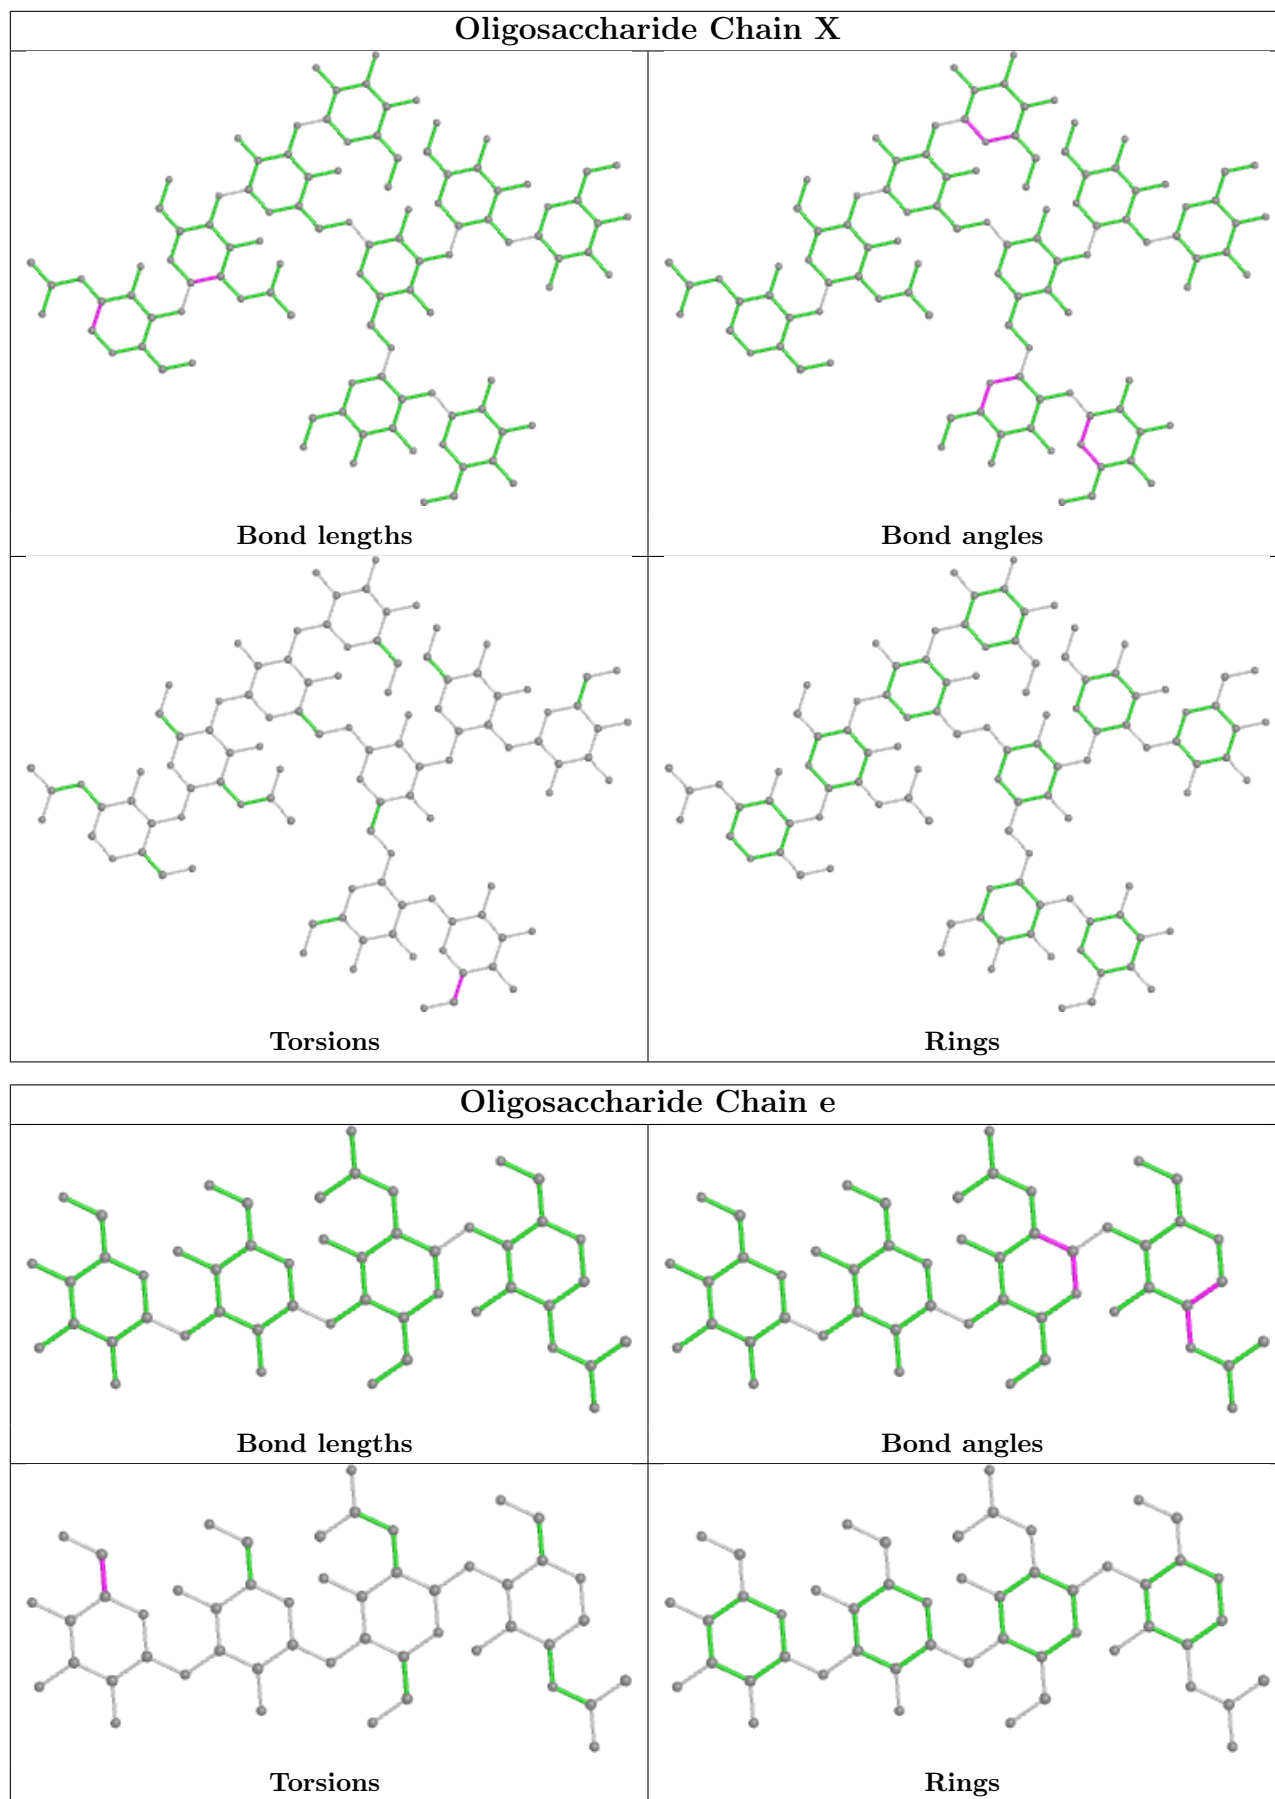 Oligosaccharide Chain X
Bond lengths
Bond angles
Torsions
Rings
Oligosaccharide Chain e
Bond lengths
Bond angles
Torsions
Rings